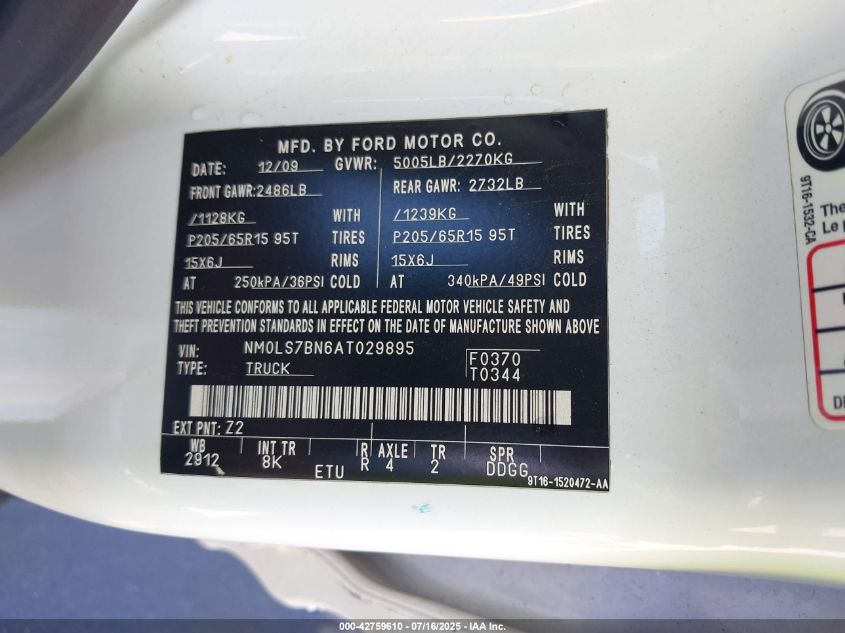 MFD. BY FORD MOTOR CO.
DATE: 12/09 GVWR: 5005LB/2270KG
FRONT GAWR: 2486LB REAR GAWR: 2732LB
/1128KG WITH /1239KG WITH
P205/65R15 95T TIRES P205/65R15 95T TIRES
15X6J RIMS 15X6J RIMS
AT 250kPA/36PSI COLD AT 340kPA/49PSI COLD
THIS VEHICLE CONFORMS TO ALL APPLICABLE FEDERAL MOTOR VEHICLE SAFETY AND
THEFT PREVENTION STANDARDS IN EFFECT ON THE DATE OF MANUFACTURE SHOWN ABOVE
VIN: NM0LS7BN6AT029895 F0370
TYPE: TRUCK T0344
EXT PNT: Z2
WB INT TR R AXLE TR SPR
2912 8K ETU R 4 2 DDGG
9T16-1520472-AA
9T16-1532-CA
The
Le
000-42759610 - 07/16/2025 - IAA Inc.